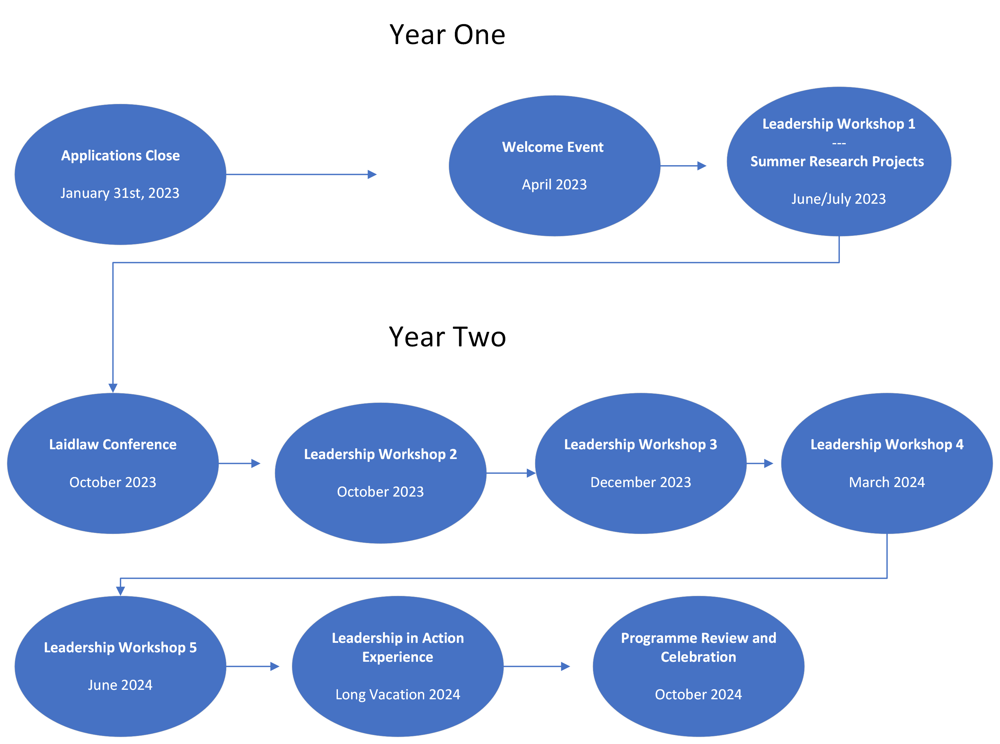 Year One
Applications Close
January 31st, 2023
Welcome Event
April 2023
Leadership Workshop 1
---
Summer Research Projects
June/July 2023
Year Two
Laidlaw Conference
October 2023
Leadership Workshop 2
October 2023
Leadership Workshop 3
December 2023
Leadership Workshop 4
March 2024
Leadership Workshop 5
June 2024
Leadership in Action
Experience
Long Vacation 2024
Programme Review and
Celebration
October 2024